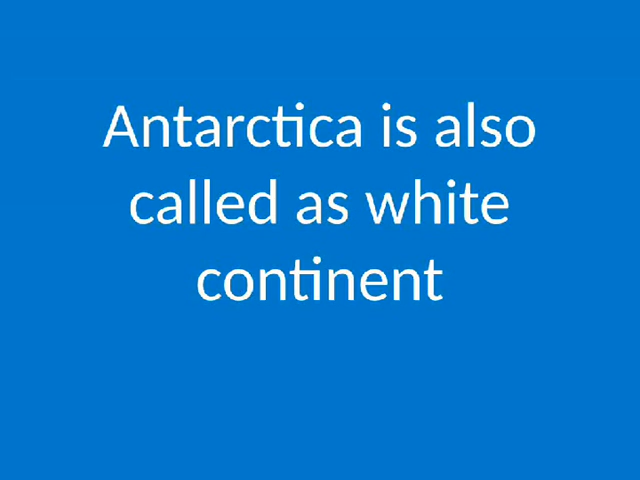 Antarctica is also
called as white
continent